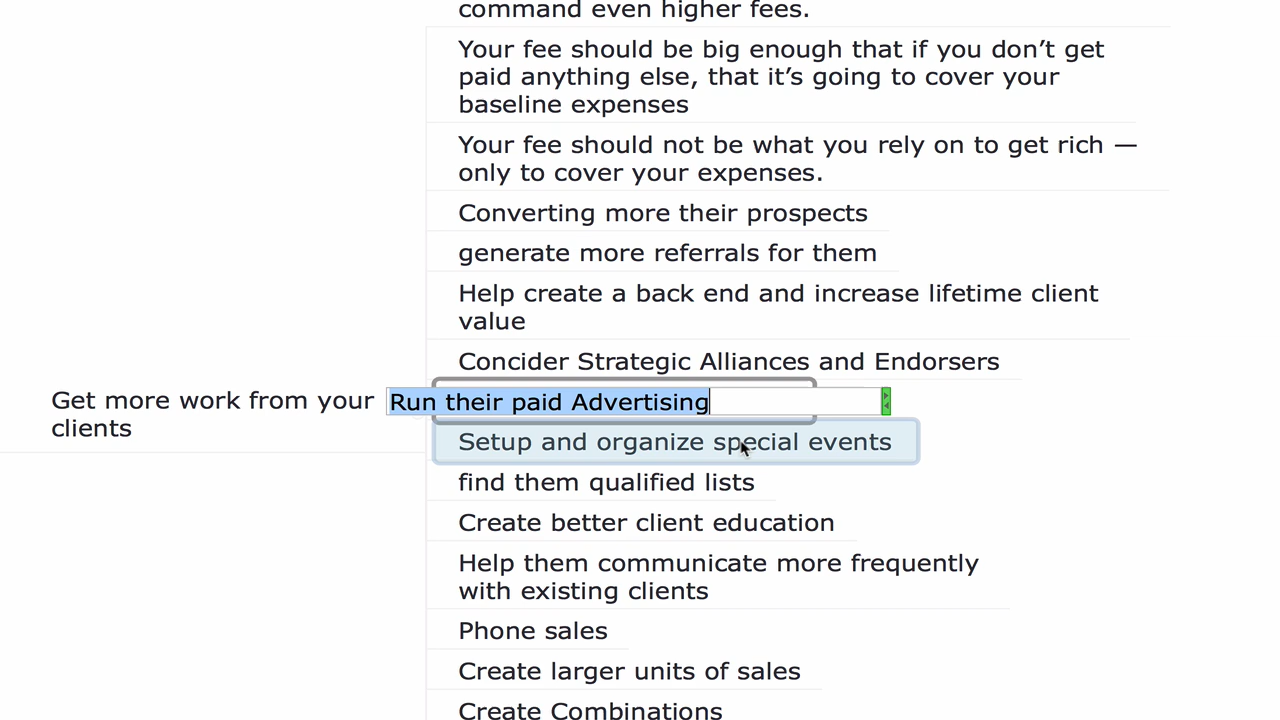 command even higher fees.
Your fee should be big enough that if you don’t get
paid anything else, that it’s going to cover your
baseline expenses
Your fee should not be what you rely on to get rich —
only to cover your expenses.
Converting more their prospects
generate more referrals for them
Help create a back end and increase lifetime client
value
Concider Strategic Alliances and Endorsers
Get more work from your
clients
Run their paid Advertising
Setup and organize special events
find them qualified lists
Create better client education
Help them communicate more frequently
with existing clients
Phone sales
Create larger units of sales
Create Combinations